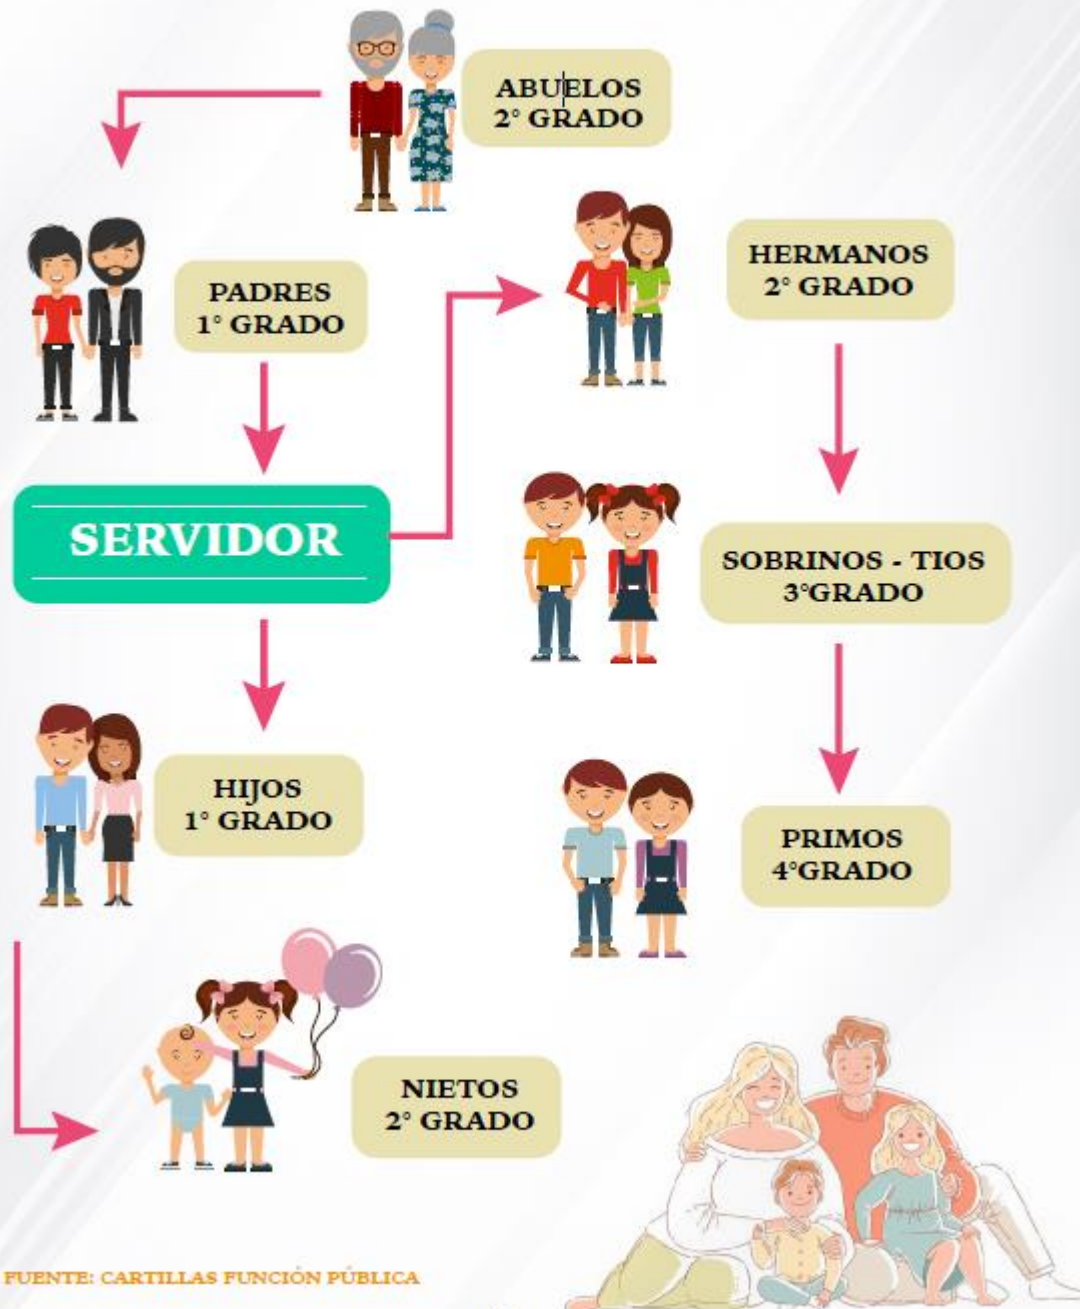 ABUELOS
2° GRADO
PADRES
1° GRADO
HERMANOS
2° GRADO
SERVIDOR
SOBRINOS - TIOS
3°GRADO
HIJOS
1° GRADO
PRIMOS
4°GRADO
NIETOS
2° GRADO
FUENTE: CARTILLAS FUNCIÓN PÚBLICA